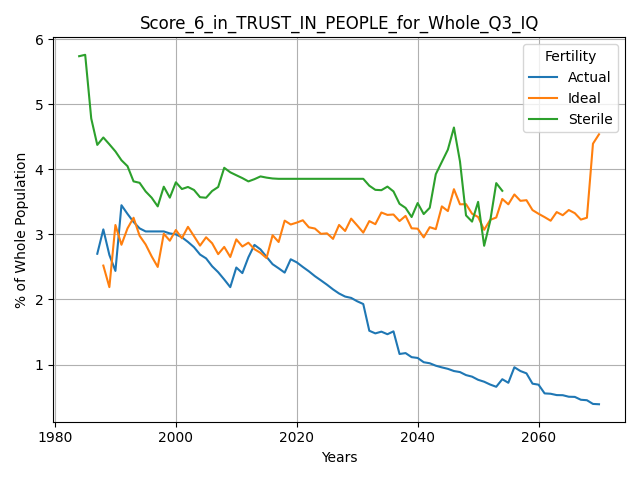 Score_6_in_TRUST_IN_PEOPLE_for_Whole_Q3_IQ
Fertility
Actual
Ideal
Sterile
% of Whole Population
6
5
4
3
2
1
1980
2000
2020
2040
2060
Years